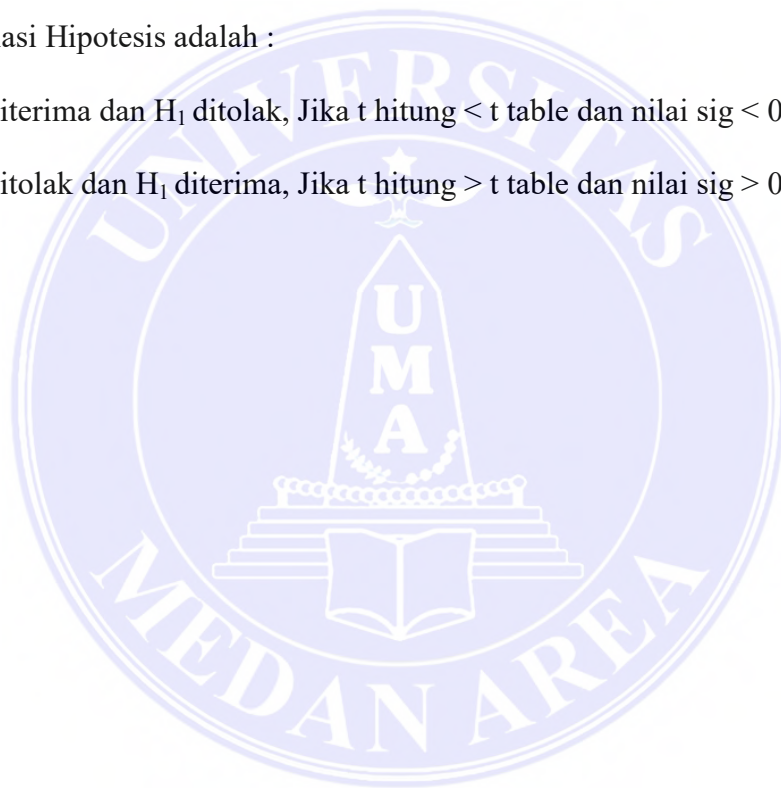 asi Hipotesis adalah :
iterima dan H₁ ditolak, Jika t hitung < t table dan nilai sig < 0
itolak dan H₁ diterima, Jika t hitung > t table dan nilai sig > 0
UNIVERSITAS
UMA
MEDAN AREA